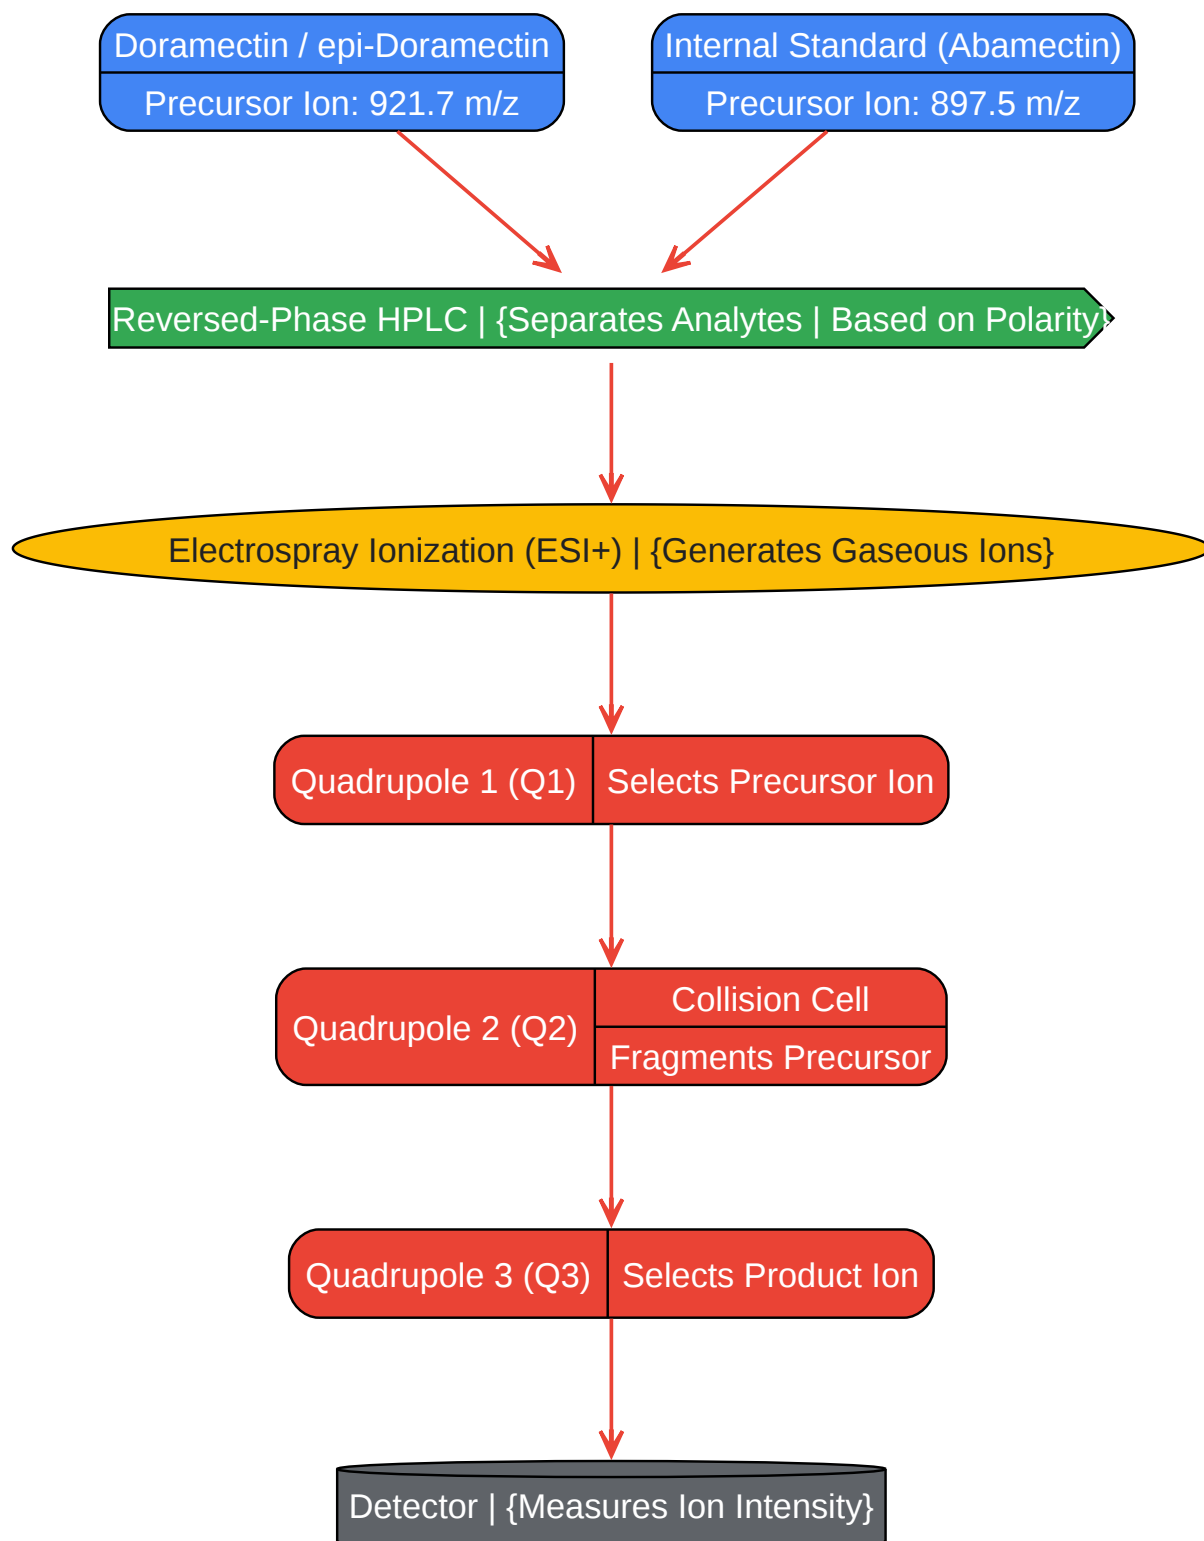 Doramectin / epi-Doramectin
Precursor Ion: 921.7 m/z
Internal Standard (Abamectin)
Precursor Ion: 897.5 m/z
Reversed-Phase HPLC | {Separates Analytes | Based on Polarity}
Electrospray Ionization (ESI+) | {Generates Gaseous Ions}
Quadrupole 1 (Q1)
Selects Precursor Ion
Quadrupole 2 (Q2)
Collision Cell
Fragments Precursor
Quadrupole 3 (Q3)
Selects Product Ion
Detector | {Measures Ion Intensity}